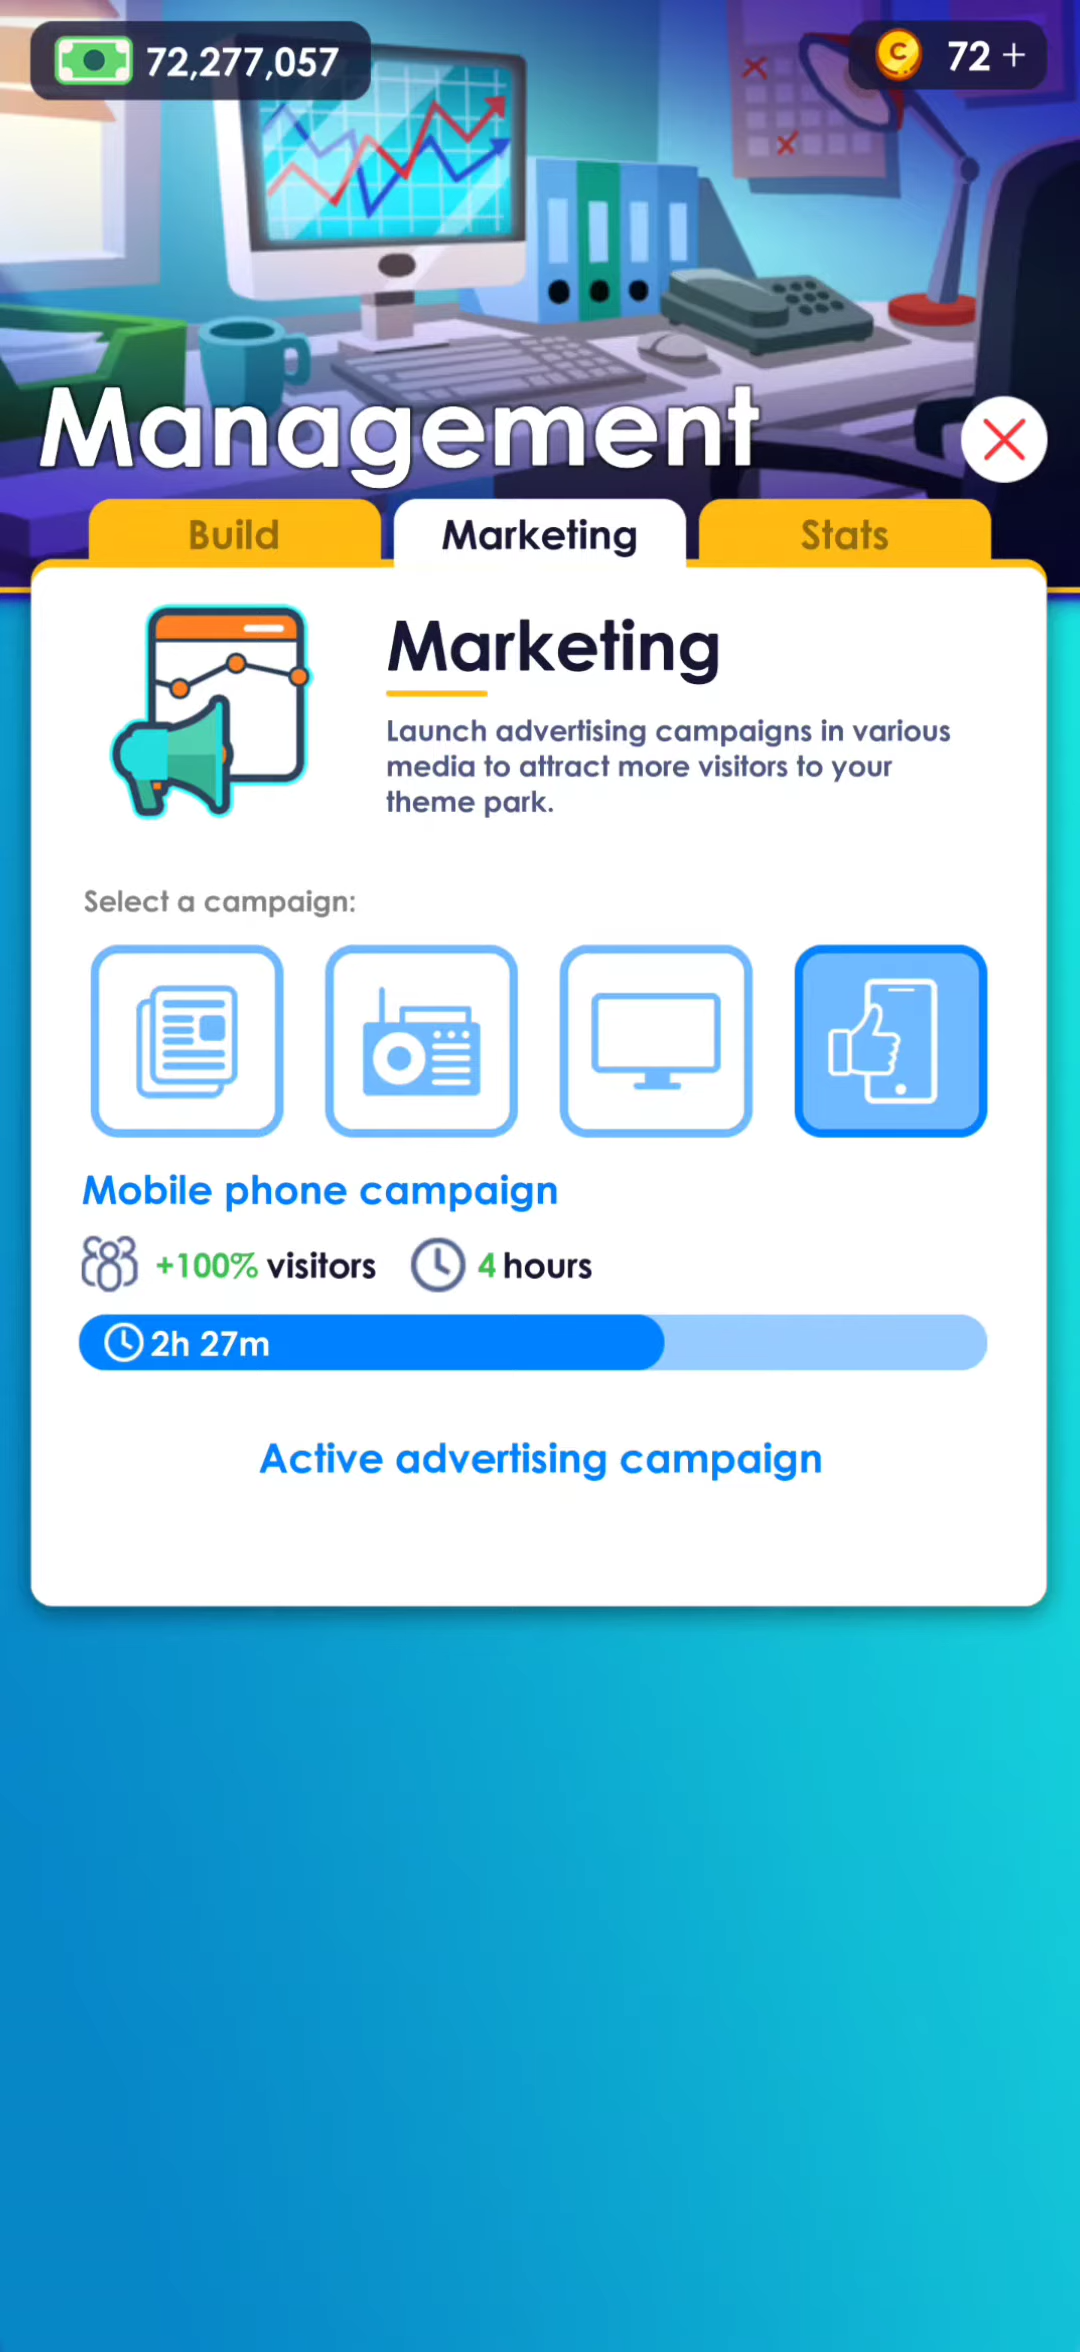 72,277,057
C
72 +
Management
Build
Marketing
Stats
Marketing
Launch advertising campaigns in various
media to attract more visitors to your
theme park.
Select a campaign:
Mobile phone campaign
+100% visitors
4 hours
2h 27m
Active advertising campaign